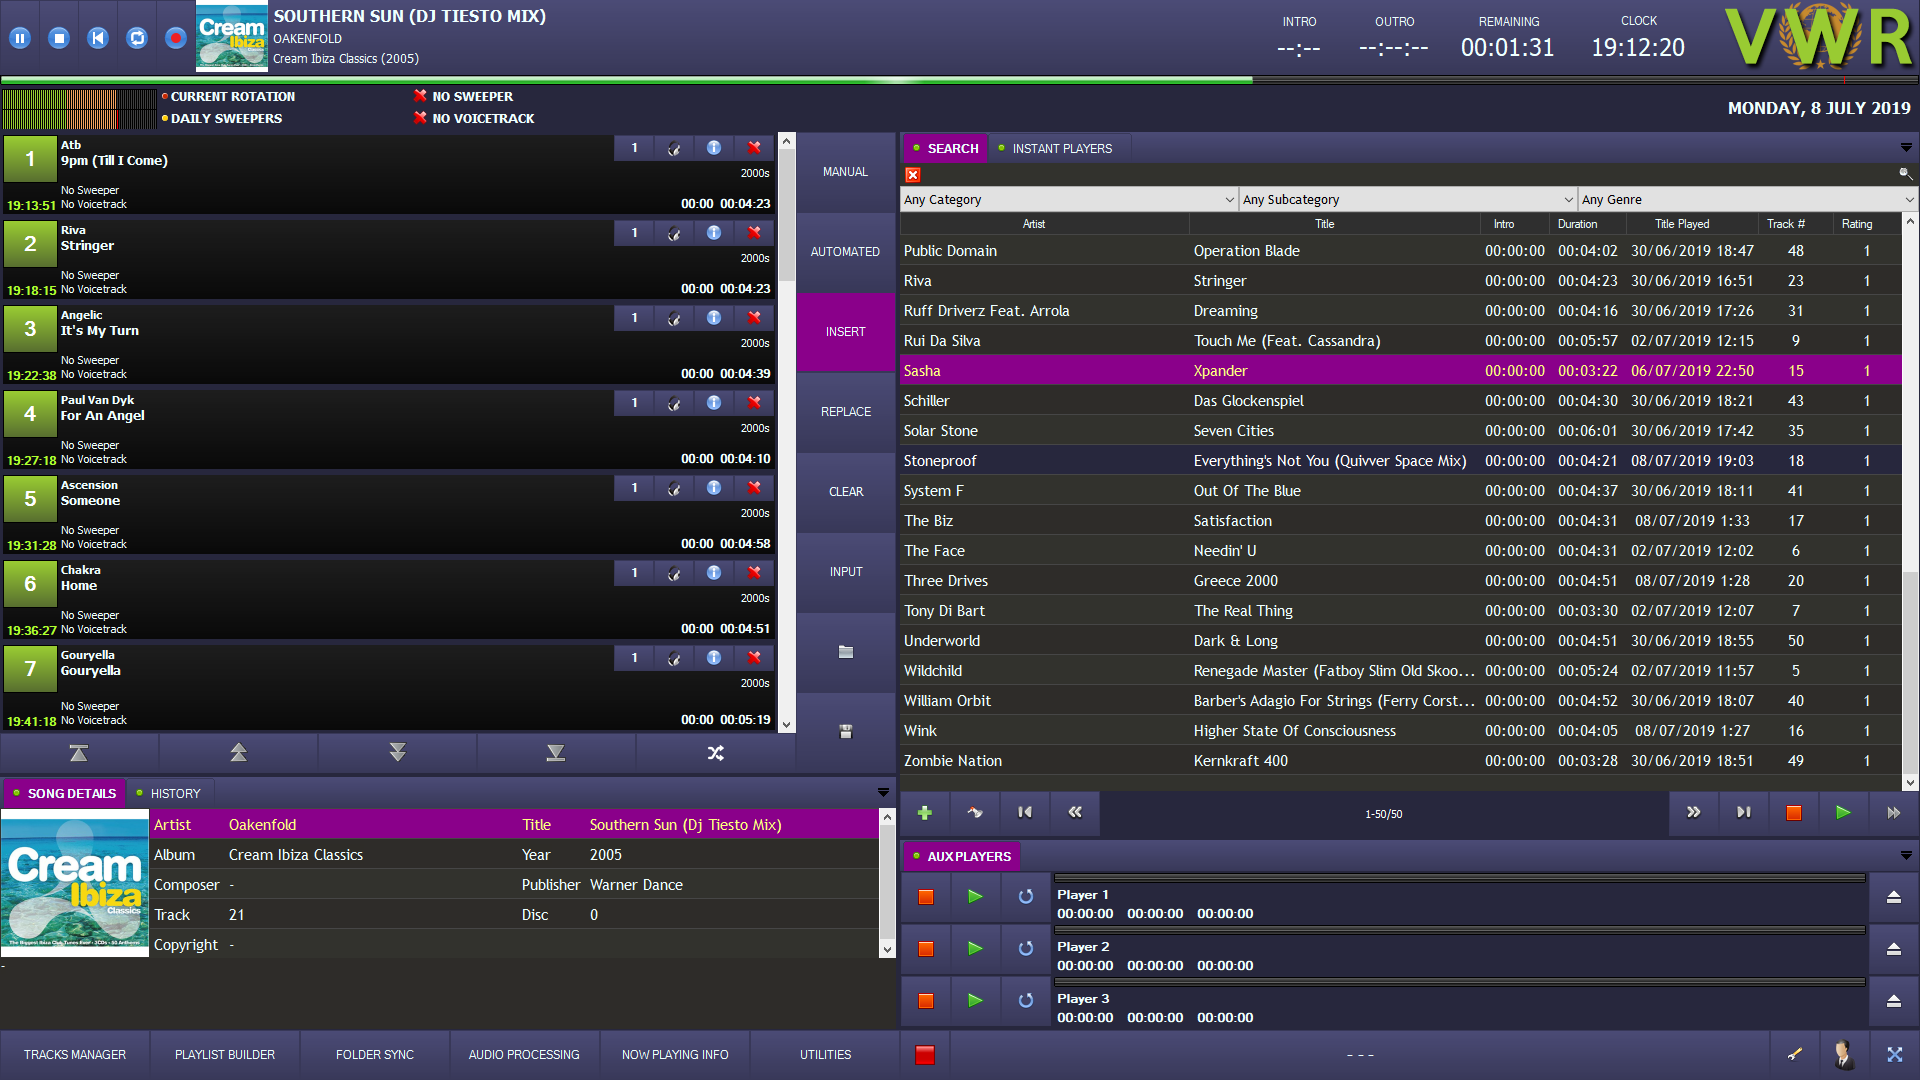 SOUTHERN SUN (DJ TIESTO MIX)
OAKENFOLD
Cream Ibiza Classics (2005)
Cream
Ibiza
Classics
INTRO OUTRO REMAINING CLOCK
--:-- --:--:-- 00:01:31 19:12:20
VWR
CURRENT ROTATION NO SWEEPER
DAILY SWEEPERS NO VOICETRACK
MONDAY, 8 JULY 2019
1 Atb 1
9pm (Till I Come)
2000s
No Sweeper
19:13:51 No Voicetrack 00:00 00:04:23
2 Riva 1
Stringer
2000s
No Sweeper
19:18:15 No Voicetrack 00:00 00:04:23
3 Angelic 1
It's My Turn
2000s
No Sweeper
19:22:38 No Voicetrack 00:00 00:04:39
4 Paul Van Dyk 1
For An Angel
2000s
No Sweeper
19:27:18 No Voicetrack 00:00 00:04:10
5 Ascension 1
Someone
2000s
No Sweeper
19:31:28 No Voicetrack 00:00 00:04:58
6 Chakra 1
Home
2000s
No Sweeper
19:36:27 No Voicetrack 00:00 00:04:51
7 Gouryella 1
Gouryella
2000s
No Sweeper
19:41:18 No Voicetrack 00:00 00:05:19
MANUAL
AUTOMATED
INSERT
REPLACE
CLEAR
INPUT
SEARCH INSTANT PLAYERS
Any Category Any Subcategory Any Genre
Artist Title Intro Duration Title Played Track # Rating
Public Domain Operation Blade 00:00:00 00:04:02 30/06/2019 18:47 48 1
Riva Stringer 00:00:00 00:04:23 30/06/2019 16:51 23 1
Ruff Driverz Feat. Arrola Dreaming 00:00:00 00:04:16 30/06/2019 17:26 31 1
Rui Da Silva Touch Me (Feat. Cassandra) 00:00:00 00:05:57 02/07/2019 12:15 9 1
Sasha Xpander 00:00:00 00:03:22 06/07/2019 22:50 15 1
Schiller Das Glockenspiel 00:00:00 00:04:30 30/06/2019 18:21 43 1
Solar Stone Seven Cities 00:00:00 00:06:01 30/06/2019 17:42 35 1
Stoneproof Everything's Not You (Quivver Space Mix) 00:00:00 00:04:21 08/07/2019 19:03 18 1
System F Out Of The Blue 00:00:00 00:04:37 30/06/2019 18:11 41 1
The Biz Satisfaction 00:00:00 00:04:31 08/07/2019 1:33 17 1
The Face Needin' U 00:00:00 00:04:31 02/07/2019 12:02 6 1
Three Drives Greece 2000 00:00:00 00:04:51 08/07/2019 1:28 20 1
Tony Di Bart The Real Thing 00:00:00 00:03:30 02/07/2019 12:07 7 1
Underworld Dark & Long 00:00:00 00:04:51 30/06/2019 18:55 50 1
Wildchild Renegade Master (Fatboy Slim Old Skoo... 00:00:00 00:05:24 02/07/2019 11:57 5 1
William Orbit Barber's Adagio For Strings (Ferry Corst... 00:00:00 00:04:52 30/06/2019 18:07 40 1
Wink Higher State Of Consciousness 00:00:00 00:04:05 08/07/2019 1:27 16 1
Zombie Nation Kernkraft 400 00:00:00 00:03:28 30/06/2019 18:51 49 1
1-50/50
SONG DETAILS HISTORY
Cream
Ibiza
Classics
The Biggest Ibiza Club Tunes Ever · 3CDs · 50 Anthems
Artist Oakenfold Title Southern Sun (Dj Tiesto Mix)
Album Cream Ibiza Classics Year 2005
Composer - Publisher Warner Dance
Track 21 Disc 0
Copyright -
-
AUX PLAYERS
Player 1
00:00:00 00:00:00 00:00:00
Player 2
00:00:00 00:00:00 00:00:00
Player 3
00:00:00 00:00:00 00:00:00
TRACKS MANAGER PLAYLIST BUILDER FOLDER SYNC AUDIO PROCESSING NOW PLAYING INFO UTILITIES - - -